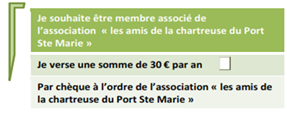 Je souhaite être membre associé de
l'association « les amis de la chartreuse du Port
Ste Marie »
Je verse une somme de 30 € par an
Par chèque à l'ordre de l'association « les amis de
la chartreuse du Port Ste Marie »